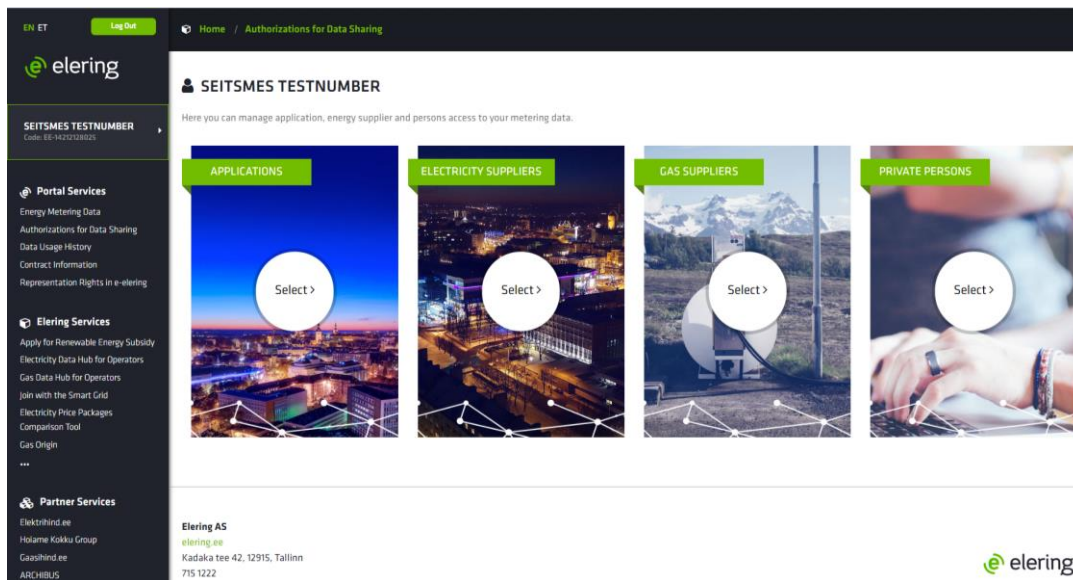 EN ET
Log Out
elering
SEITSMES TESTNUMBER
Code: EE-14212128025
Portal Services
Energy Metering Data
Authorizations for Data Sharing
Data Usage History
Contract Information
Representation Rights in e-elering
Elering Services
Apply for Renewable Energy Subsidy
Electricity Data Hub for Operators
Gas Data Hub for Operators
Join with the Smart Grid
Electricity Price Packages
Comparison Tool
Gas Origin
•••
Partner Services
Elektrihind.ee
Hoiame Kokku Group
Gaasihind.ee
ARCHIBUS
Home / Authorizations for Data Sharing
SEITSMES TESTNUMBER
Here you can manage application, energy supplier and persons access to your metering data.
APPLICATIONS
Select >
ELECTRICITY SUPPLIERS
Select >
GAS SUPPLIERS
Select >
PRIVATE PERSONS
Select >
Elering AS
elering.ee
Kadaka tee 42, 12915, Tallinn
715 1222
elering